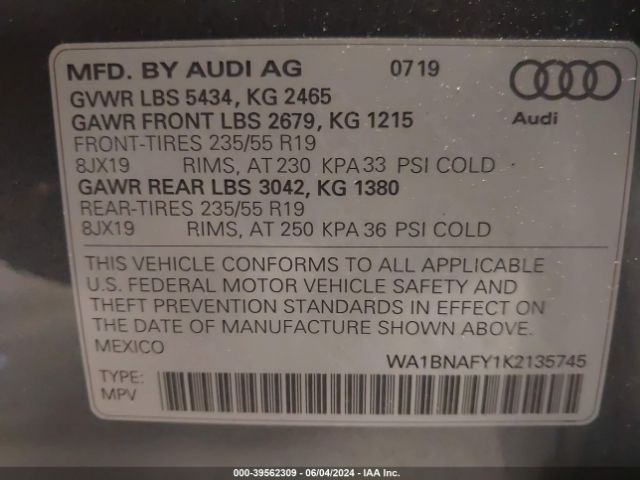 MFD. BY AUDI AG 0719
GVWR LBS 5434, KG 2465
GAWR FRONT LBS 2679, KG 1215
Audi
FRONT-TIRES 235/55 R19
8JX19 RIMS, AT 230 KPA 33 PSI COLD
GAWR REAR LBS 3042, KG 1380
REAR-TIRES 235/55 R19
8JX19 RIMS, AT 250 KPA 36 PSI COLD
THIS VEHICLE CONFORMS TO ALL APPLICABLE
U.S. FEDERAL MOTOR VEHICLE SAFETY AND
THEFT PREVENTION STANDARDS IN EFFECT ON
THE DATE OF MANUFACTURE SHOWN ABOVE.
MEXICO
WA1BNAFY1K2135745
TYPE:
MPV
000-39562309 - 06/04/2024 - IAAI Inc.